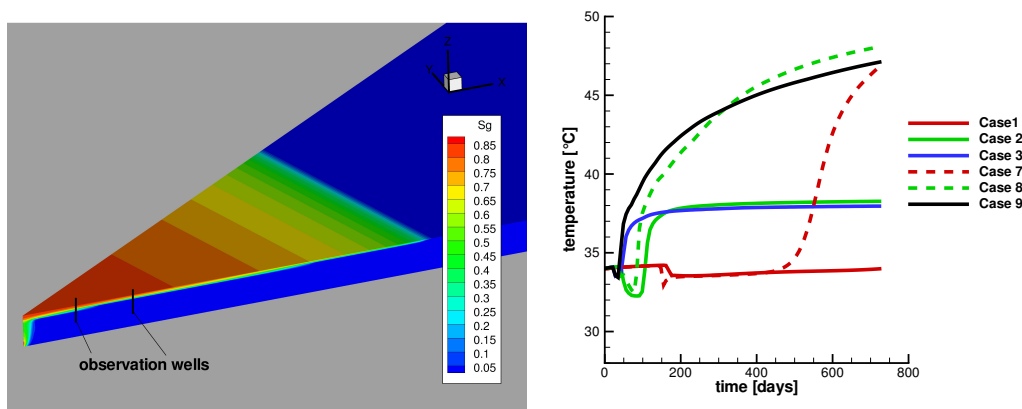 Z
Y
X
Sg
0.85
0.8
0.75
0.7
0.65
0.6
0.55
0.5
0.45
0.4
0.35
0.3
0.25
0.2
0.15
0.1
0.05
observation wells
50
45
40
35
30
temperature [°C]
0
200
400
600
800
time [days]
Case1
Case 2
Case 3
Case 7
Case 8
Case 9